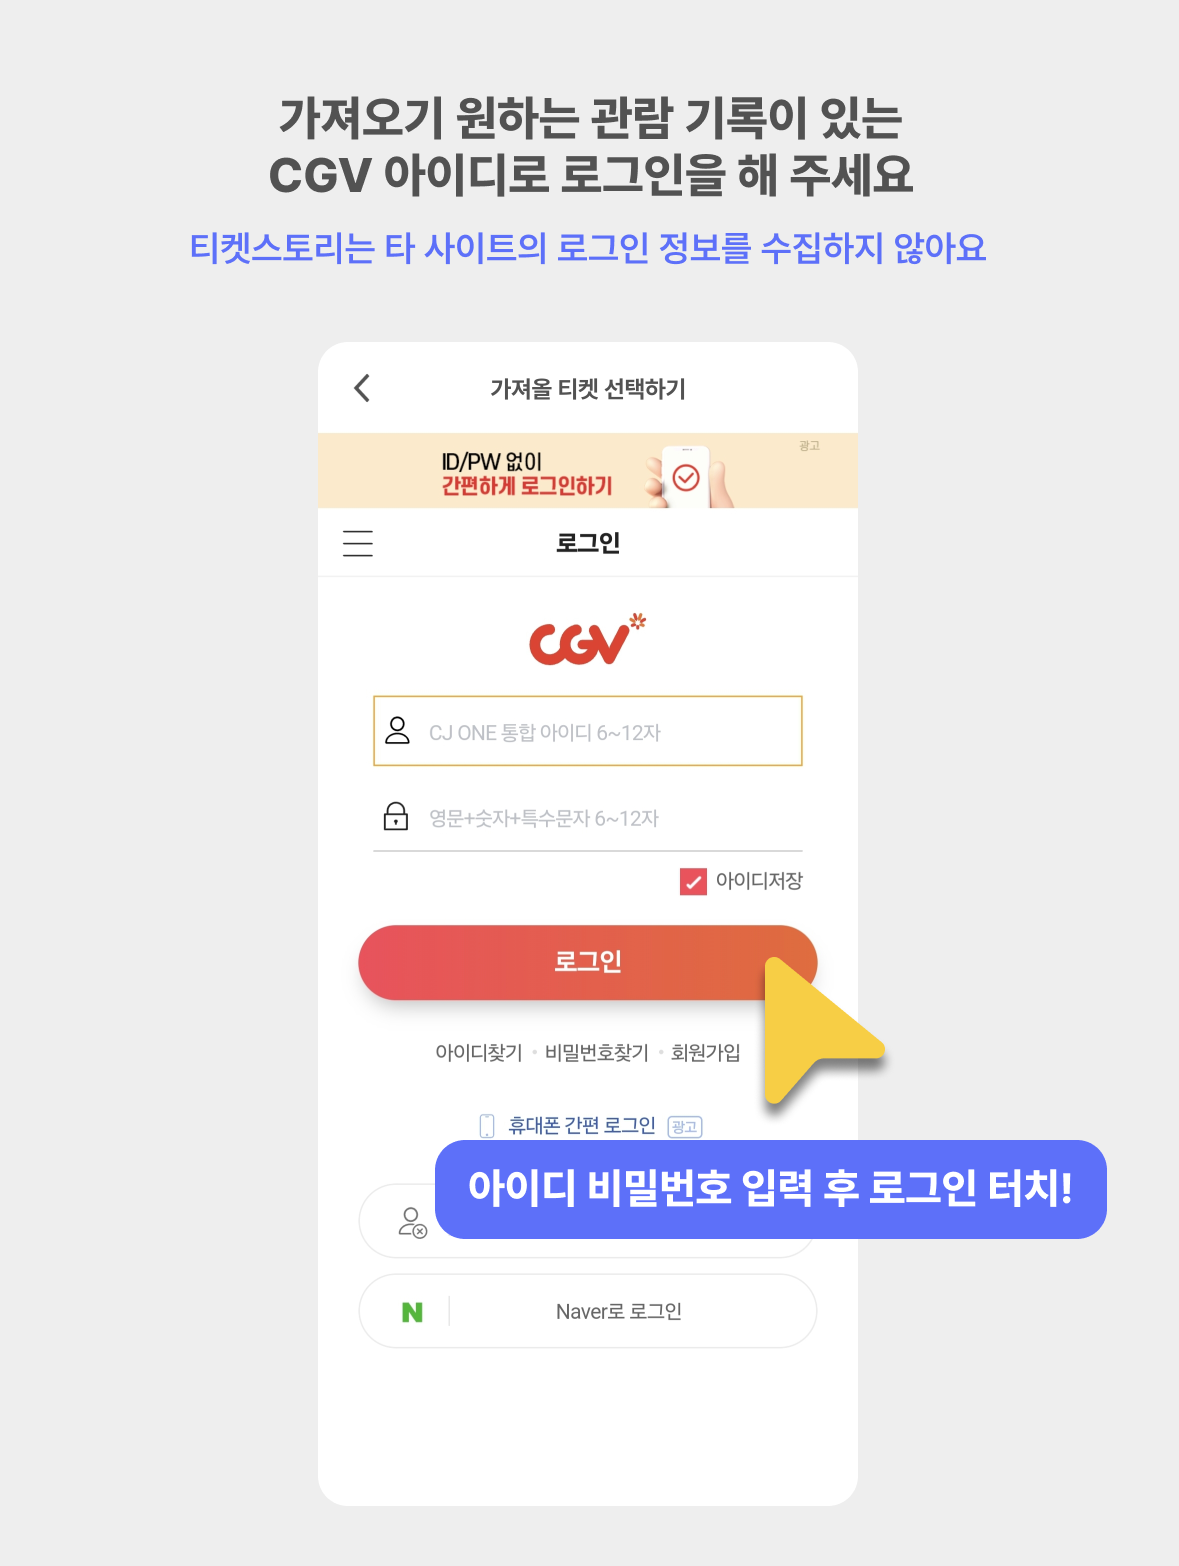 가져오기 원하는 관람 기록이 있는
CGV 아이디로 로그인을 해 주세요
티켓스토리는 타 사이트의 로그인 정보를 수집하지 않아요
가져올 티켓 선택하기
광고
ID/PW 없이
간편하게 로그인하기
로그인
CGV
CJ ONE 통합 아이디 6~12자
영문+숫자+특수문자 6~12자
아이디저장
로그인
아이디찾기 • 비밀번호찾기 • 회원가입
휴대폰 간편 로그인 광고
아이디 비밀번호 입력 후 로그인 터치!
N Naver로 로그인